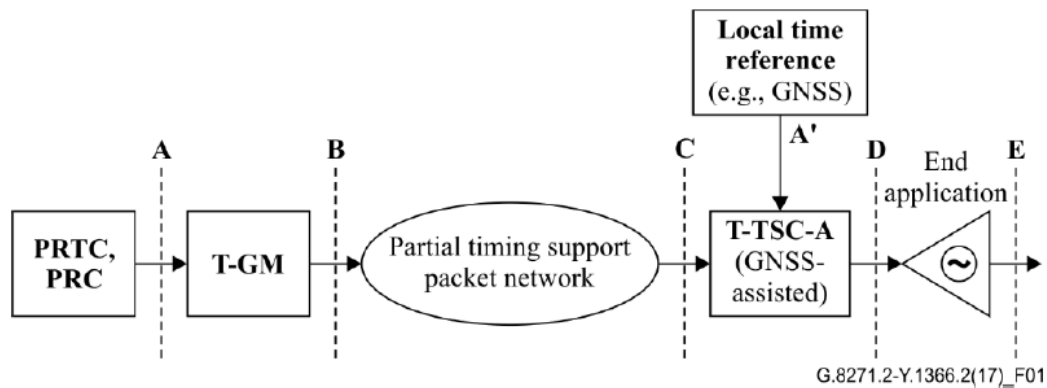 Local time
reference
(e.g., GNSS)
A
B
C
A'
D
End
application
E
PRTC,
PRC
T-GM
Partial timing support
packet network
T-TSC-A
(GNSS-
assisted)
G.8271.2-Y.1366.2(17)_F01